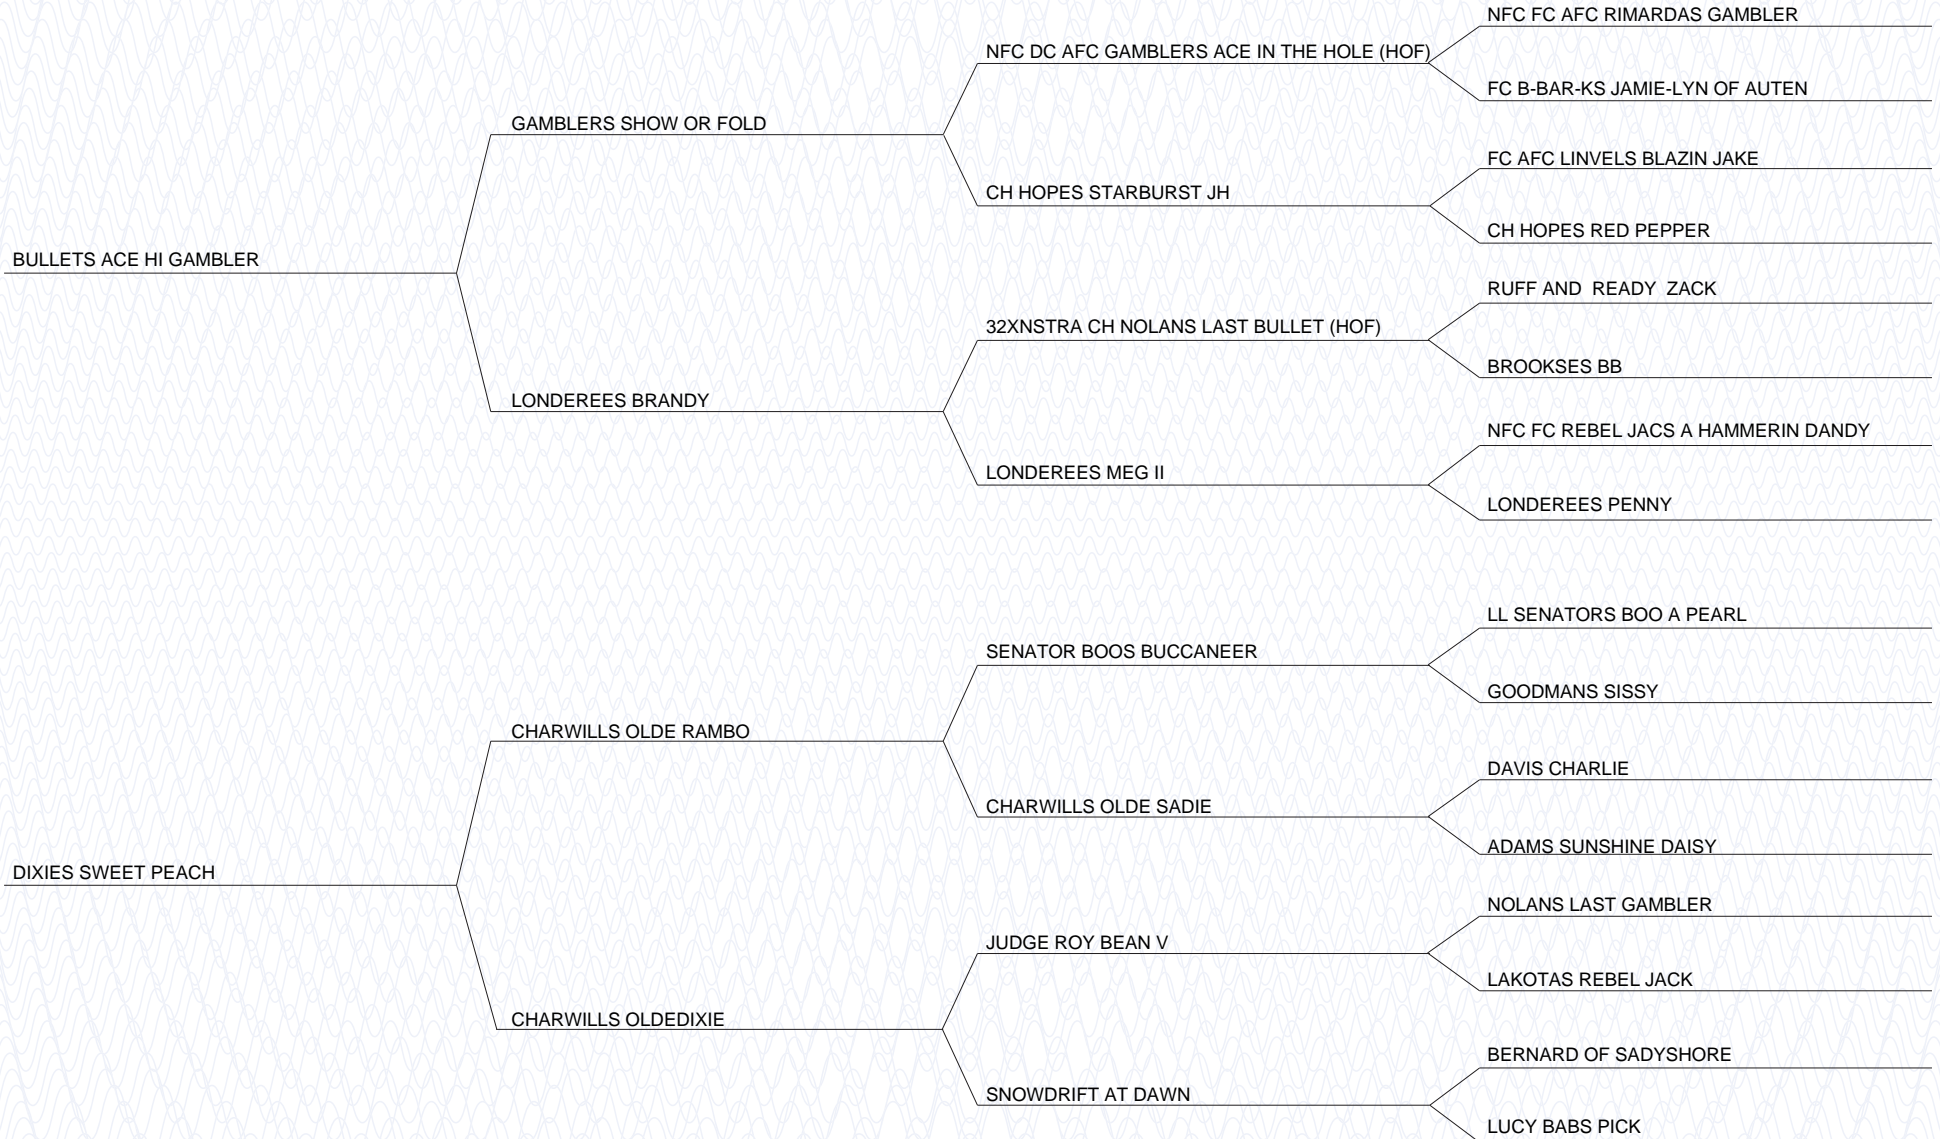 NFC FC AFC RIMARDAS GAMBLER
NFC DC AFC GAMBLERS ACE IN THE HOLE (HOF)
FC B-BAR-KS JAMIE-LYN OF AUTEN
GAMBLERS SHOW OR FOLD
FC AFC LINVELS BLAZIN JAKE
CH HOPES STARBURST JH
CH HOPES RED PEPPER
BULLETS ACE HI GAMBLER
RUFF AND  READY  ZACK
32XNSTRA CH NOLANS LAST BULLET (HOF)
BROOKSES BB
LONDEREES BRANDY
NFC FC REBEL JACS A HAMMERIN DANDY
LONDEREES MEG II
LONDEREES PENNY
LL SENATORS BOO A PEARL
SENATOR BOOS BUCCANEER
GOODMANS SISSY
CHARWILLS OLDE RAMBO
DAVIS CHARLIE
CHARWILLS OLDE SADIE
ADAMS SUNSHINE DAISY
DIXIES SWEET PEACH
NOLANS LAST GAMBLER
JUDGE ROY BEAN V
LAKOTAS REBEL JACK
CHARWILLS OLDEDIXIE
BERNARD OF SADYSHORE
SNOWDRIFT AT DAWN
LUCY BABS PICK